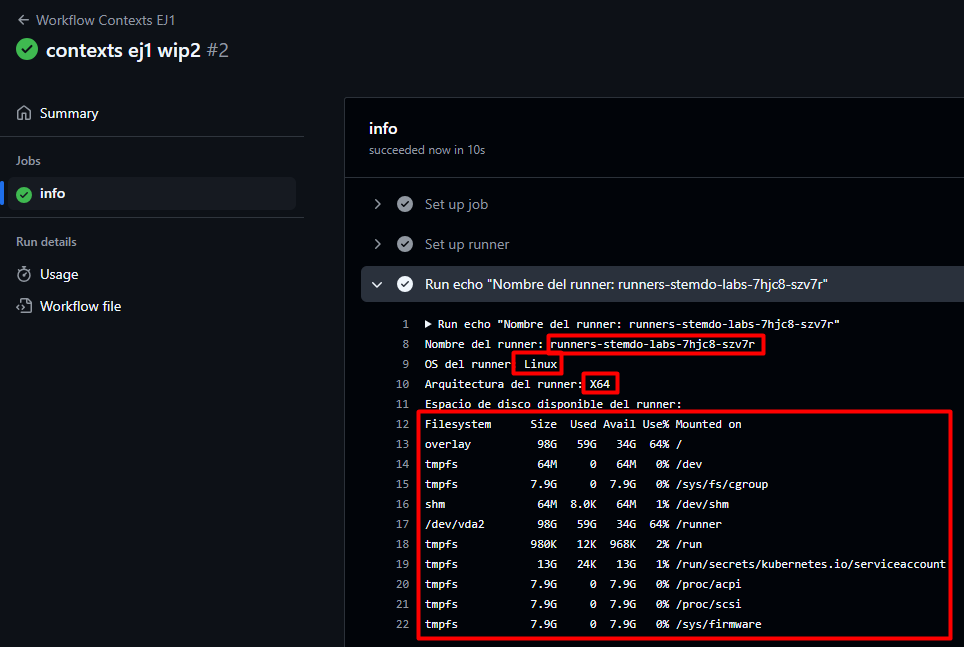 Workflow Contexts EJ1
contexts ej1 wip2 #2
Summary
Jobs
info
Run details
Usage
Workflow file
info
succeeded now in 10s
Set up job
Set up runner
Run echo "Nombre del runner: runners-stemdo-labs-7hjc8-szv7r"
1 Run echo "Nombre del runner: runners-stemdo-labs-7hjc8-szv7r"
8 Nombre del runner: runners-stemdo-labs-7hjc8-szv7r
9 OS del runner: Linux
10 Arquitectura del runner: X64
11 Espacio de disco disponible del runner:
12 Filesystem Size Used Avail Use% Mounted on
13 overlay 98G 59G 34G 64% /
14 tmpfs 64M 0 64M 0% /dev
15 tmpfs 7.9G 0 7.9G 0% /sys/fs/cgroup
16 shm 64M 8.0K 64M 1% /dev/shm
17 /dev/vda2 98G 59G 34G 64% /runner
18 tmpfs 980K 12K 968K 2% /run
19 tmpfs 13G 24K 13G 1% /run/secrets/kubernetes.io/serviceaccount
20 tmpfs 7.9G 0 7.9G 0% /proc/acpi
21 tmpfs 7.9G 0 7.9G 0% /proc/scsi
22 tmpfs 7.9G 0 7.9G 0% /sys/firmware